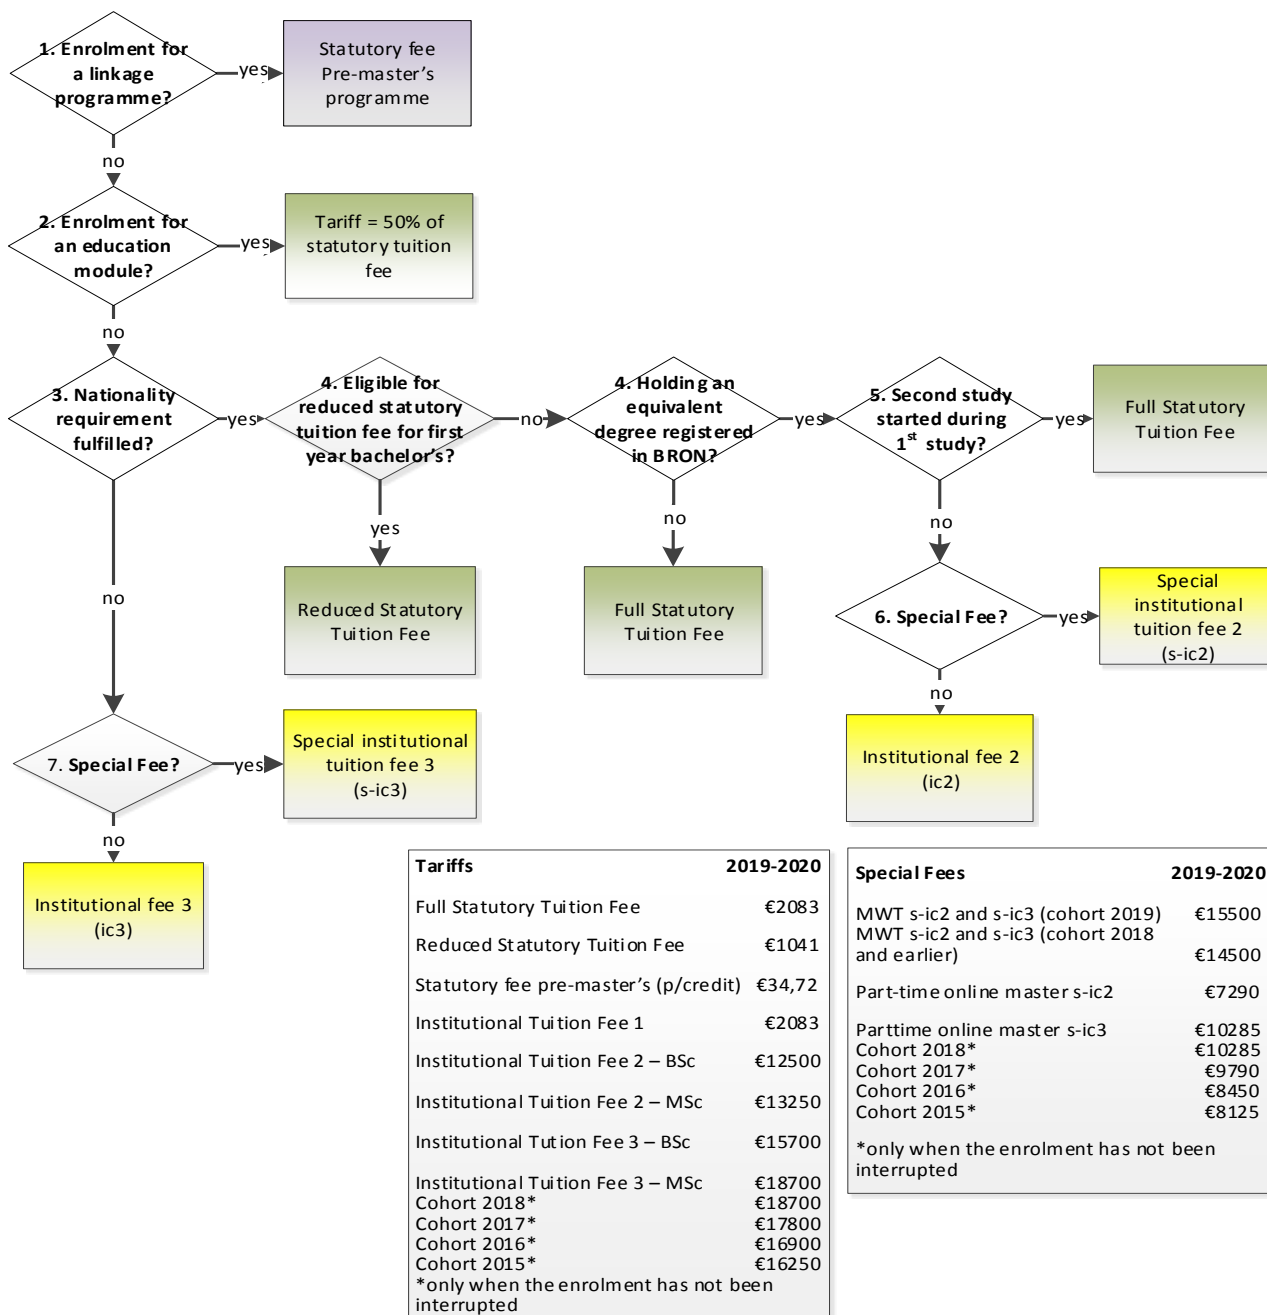 1. Enrolment for
a linkage
programme?
yes
Statutory fee
Pre-master's
programme
no
2. Enrolment for
an education
module?
yes
Tariff = 50% of
statutory tuition
fee
no
3. Nationality
requirement
fulfilled?
yes
4. Eligible for
reduced statutory
tuition fee for first
year bachelor's?
no
4. Holding an
equivalent
degree registered
in BRON?
yes
5. Second study
started during
1st study?
yes
Full Statutory
Tuition Fee
no
yes
no
no
Reduced Statutory
Tuition Fee
Full Statutory
Tuition Fee
6. Special Fee?
yes
Special
institutional
tuition fee 2
(s-ic2)
no
7. Special Fee?
yes
Special institutional
tuition fee 3
(s-ic3)
Institutional fee 2
(ic2)
no
Institutional fee 3
(ic3)
Tariffs 2019-2020
Full Statutory Tuition Fee €2083
Reduced Statutory Tuition Fee €1041
Statutory fee pre-master's (p/credit) €34,72
Institutional Tuition Fee 1 €2083
Institutional Tuition Fee 2 – BSc €12500
Institutional Tuition Fee 2 – MSc €13250
Institutional Tution Fee 3 – BSc €15700
Institutional Tuition Fee 3 – MSc €18700
Cohort 2018* €18700
Cohort 2017* €17800
Cohort 2016* €16900
Cohort 2015* €16250
*only when the enrolment has not been
interrupted
Special Fees 2019-2020
MWT s-ic2 and s-ic3 (cohort 2019) €15500
MWT s-ic2 and s-ic3 (cohort 2018
and earlier) €14500
Part-time online master s-ic2 €7290
Parttime online master s-ic3 €10285
Cohort 2018* €10285
Cohort 2017* €9790
Cohort 2016* €8450
Cohort 2015* €8125
*only when the enrolment has not been
interrupted